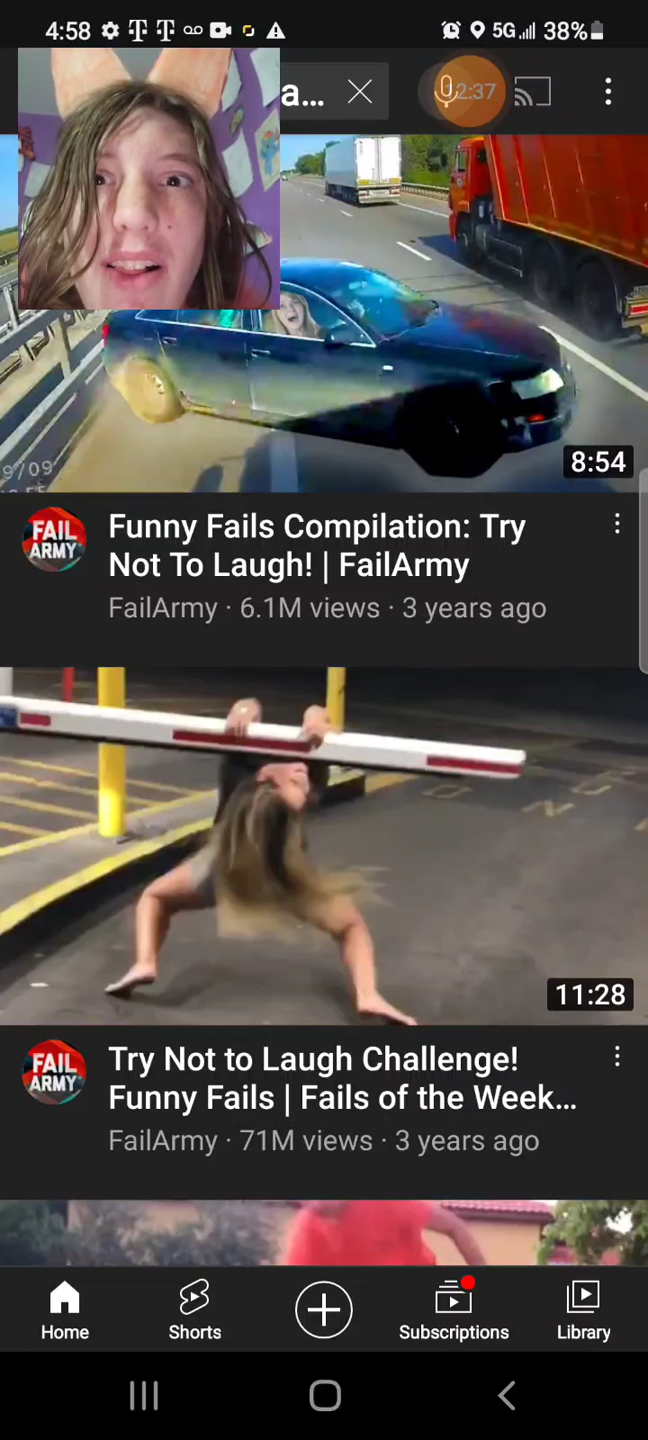 4:58 5G 38%
a... 2:37
9/09
8:54
FAIL
ARMY
Funny Fails Compilation: Try
Not To Laugh! | FailArmy
FailArmy · 6.1M views · 3 years ago
11:28
FAIL
ARMY
Try Not to Laugh Challenge!
Funny Fails | Fails of the Week...
FailArmy · 71M views · 3 years ago
Home Shorts Subscriptions Library